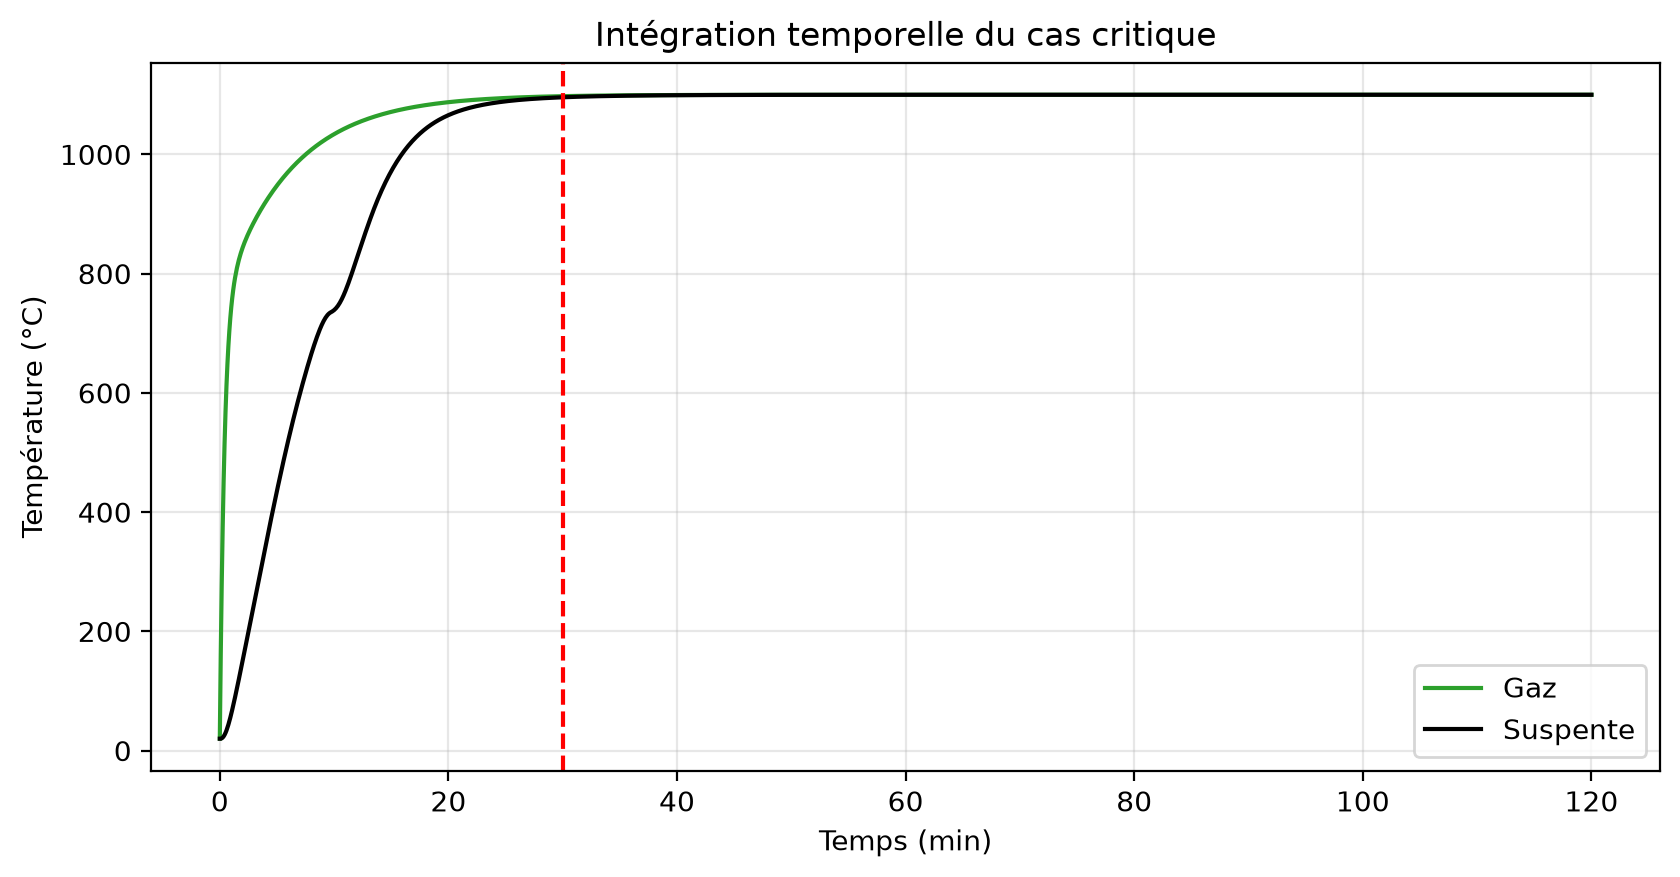 Intégration temporelle du cas critique
Température (°C)
1000
800
600
400
200
0
Gaz
Suspente
0 20 40 60 80 100 120
Temps (min)